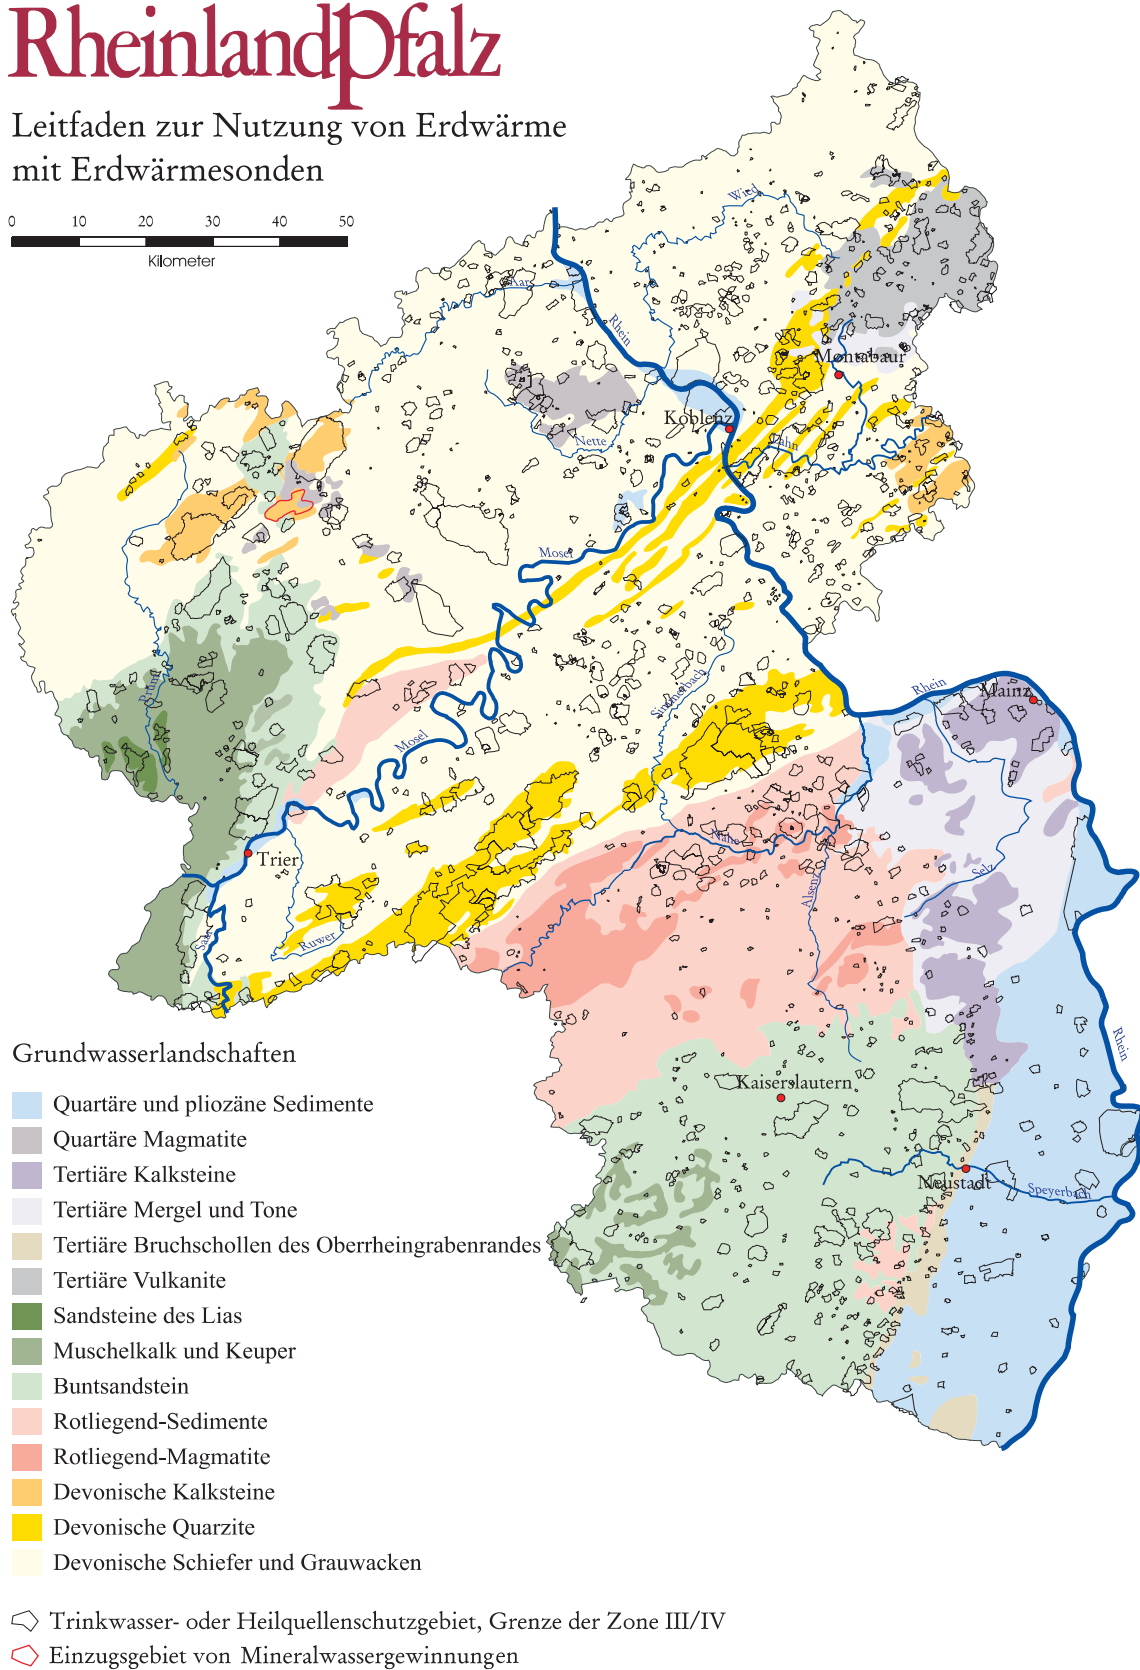 Rheinlandpfalz
Leitfaden zur Nutzung von Erdwärme
mit Erdwärmesonden
0 10 20 30 40 50
Kilometer
Wied
Ahr
Rhein
Montabaur
Koblenz
Nette
Lahn
Mosel
Simmerbach
Prüm
Rhein
Mainz
Mosel
Nahe
Trier
Selz
Alsenz
Ruwer
Saar
Rhein
Kaiserslautern
Neustadt
Speyerbach
Grundwasserlandschaften
Quartäre und pliozäne Sedimente
Quartäre Magmatite
Tertiäre Kalksteine
Tertiäre Mergel und Tone
Tertiäre Bruchschollen des Oberrheingrabenrandes
Tertiäre Vulkanite
Sandsteine des Lias
Muschelkalk und Keuper
Buntsandstein
Rotliegend-Sedimente
Rotliegend-Magmatite
Devonische Kalksteine
Devonische Quarzite
Devonische Schiefer und Grauwacken
Trinkwasser- oder Heilquellenschutzgebiet, Grenze der Zone III/IV
Einzugsgebiet von Mineralwassergewinnungen